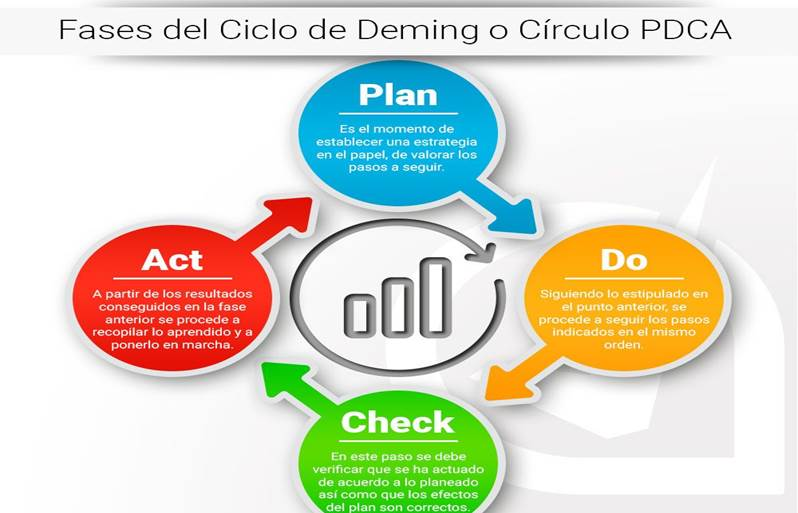 Fases del Ciclo de Deming o Círculo PDCA
Plan
Es el momento de
establecer una estrategia
en el papel, de valorar los
pasos a seguir.
Act
A partir de los resultados
conseguidos en la fase
anterior se procede a
recopilar lo aprendido y a
ponerlo en marcha.
Do
Siguiendo lo estipulado en
el punto anterior, se
procede a seguir los pasos
indicados en el mismo
orden.
Check
En este paso se debe
verificar que se ha actuado
de acuerdo a lo planeado
así como que los efectos
del plan son correctos.